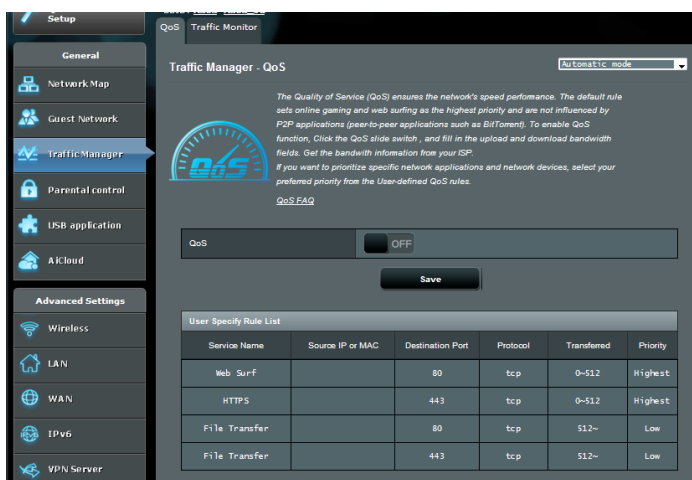 Setup
QoS Traffic Monitor
General
Network Map
Guest Network
Traffic Manager
Parental control
USB application
AiCloud
Advanced Settings
Wireless
LAN
WAN
IPv6
VPN Server
Traffic Manager - QoS
Automatic mode
The Quality of Service (QoS) ensures the network's speed performance. The default rule
sets online gaming and web surfing as the highest priority and are not influenced by
P2P applications (peer-to-peer applications such as BitTorrent). To enable QoS
function, Click the QoS slide switch , and fill in the upload and download bandwidth
fields. Get the bandwith information from your ISP.
If you want to prioritize specific network applications and network devices, select your
preferred priority from the User-defined QoS rules.
QoS FAQ
QoS
QoS OFF
Save
User Specify Rule List
Service Name Source IP or MAC Destination Port Protocol Transferred Priority
Web Surf 80 tcp 0~512 Highest
HTTPS 443 tcp 0~512 Highest
File Transfer 80 tcp 512~ Low
File Transfer 443 tcp 512~ Low